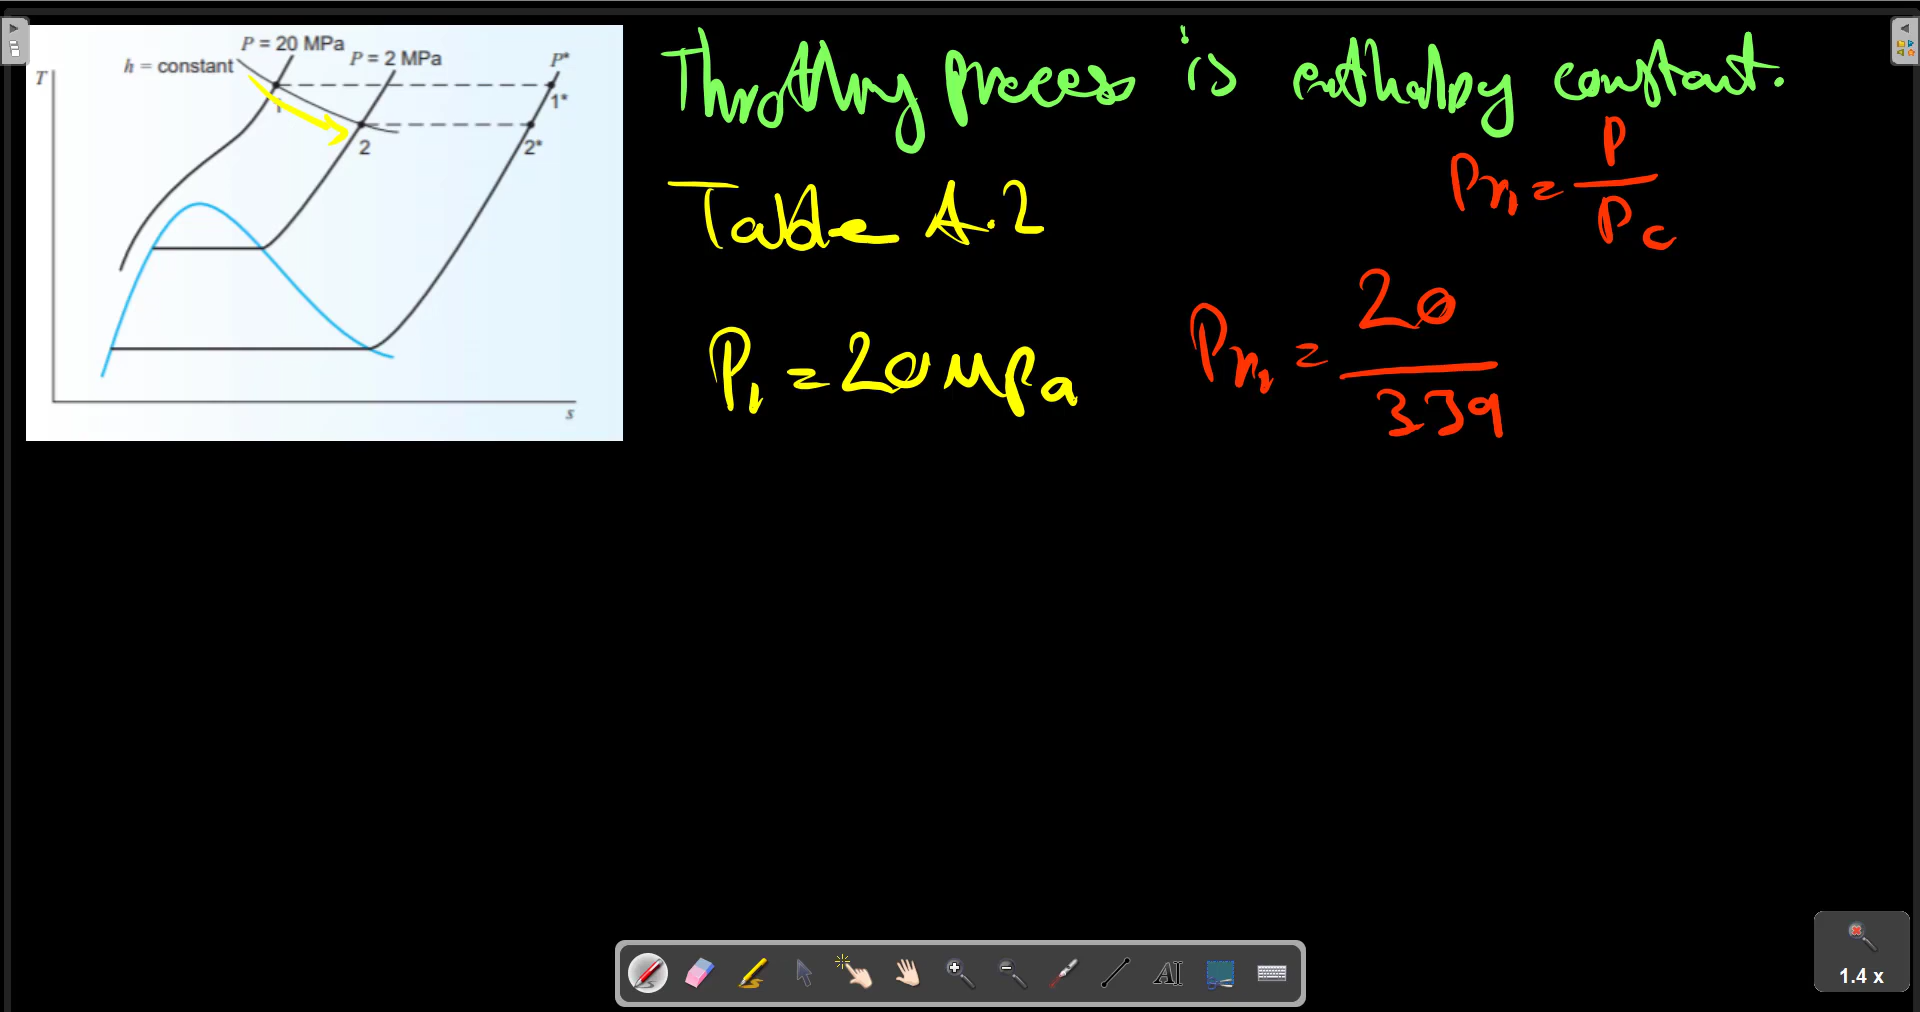 P = 20 MPa
h = constant
P = 2 MPa
P*
T
1
1*
2
2*
s
Throttling process is enthalpy constant.
Table A.2
Pr1 = P / Pc
P1 = 20 MPa
Pr1 = 20 / 339
AI
1.4 x